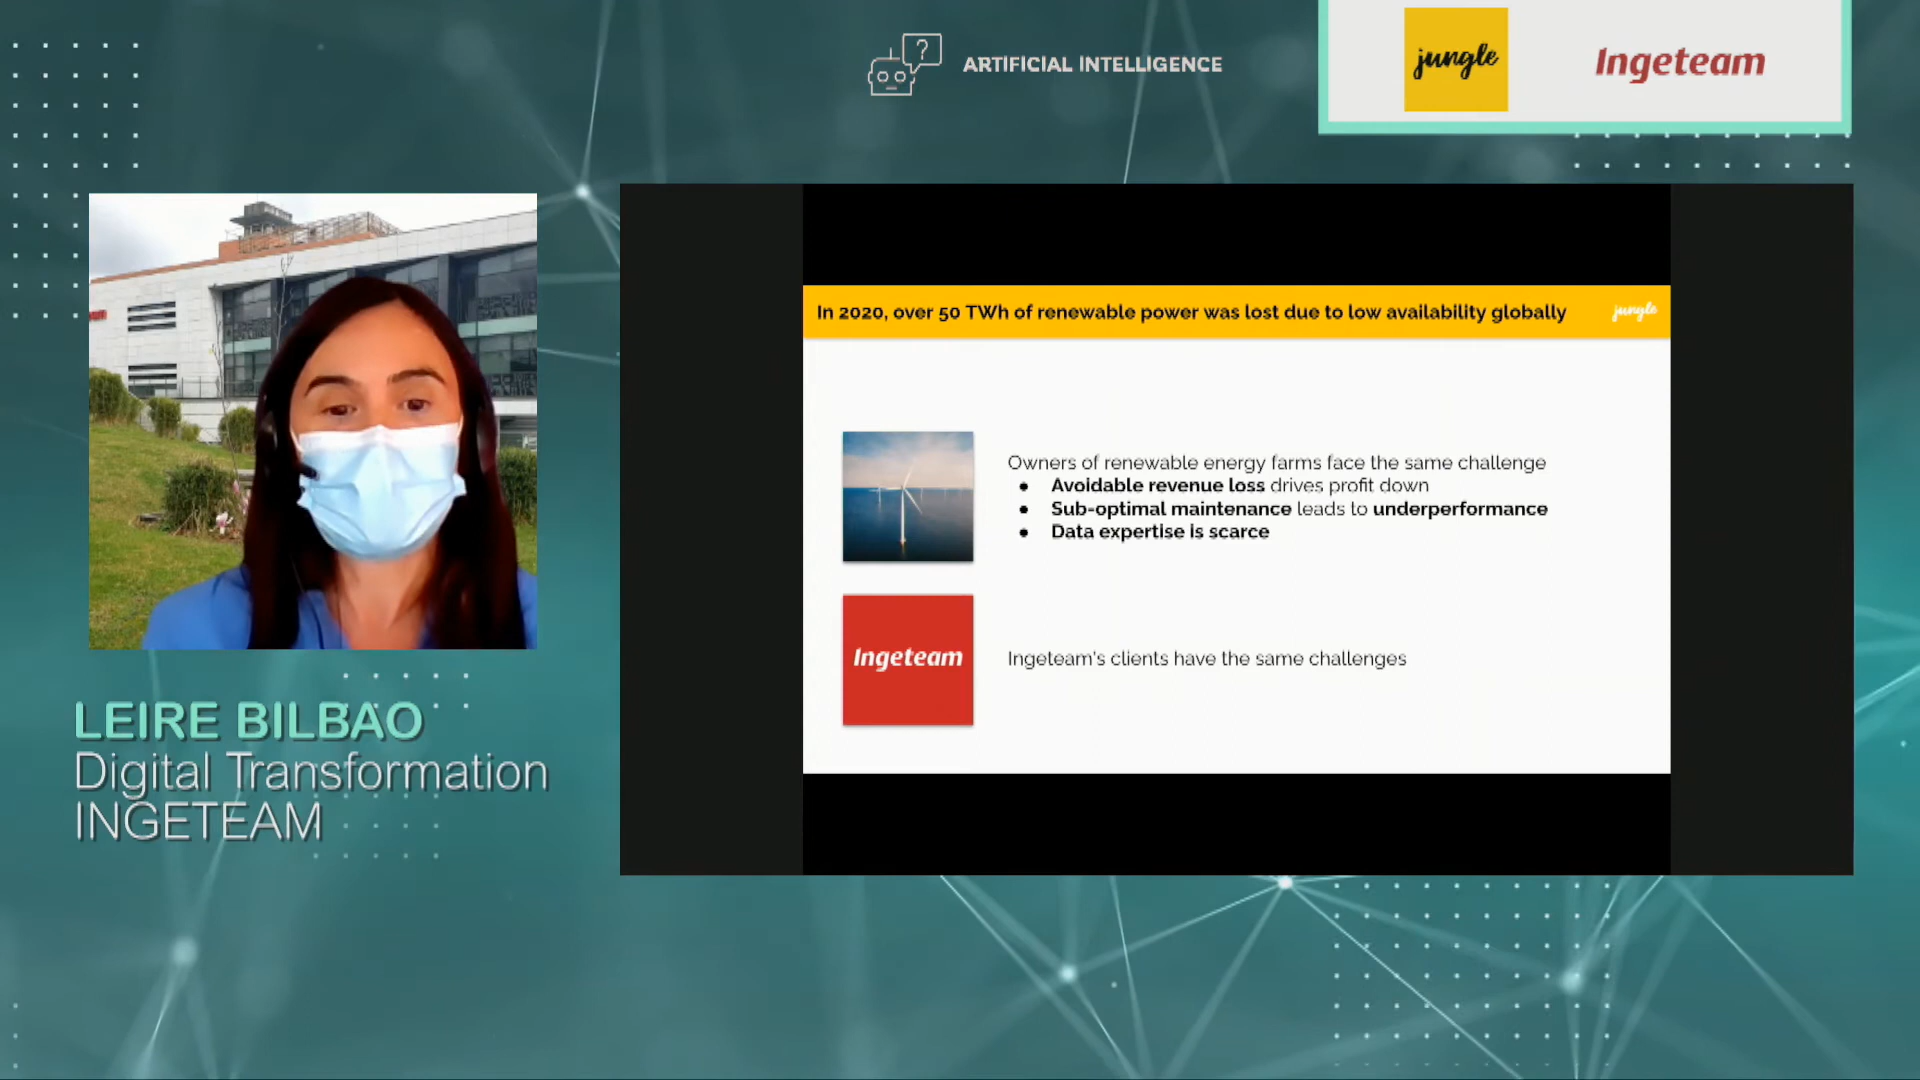 ?
ARTIFICIAL INTELLIGENCE
jungle
Ingeteam
In 2020, over 50 TWh of renewable power was lost due to low availability globally
jungle
Owners of renewable energy farms face the same challenge
● Avoidable revenue loss drives profit down
● Sub-optimal maintenance leads to underperformance
● Data expertise is scarce
Ingeteam
Ingeteam's clients have the same challenges
LEIRE BILBAO
Digital Transformation
INGETEAM